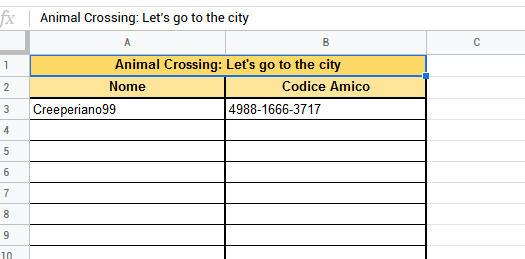 fx Animal Crossing: Let's go to the city
A B C
1 Animal Crossing: Let's go to the city
2 Nome Codice Amico
3 Creeperiano99 4988-1666-3717
4
5
6
7
8
9
10